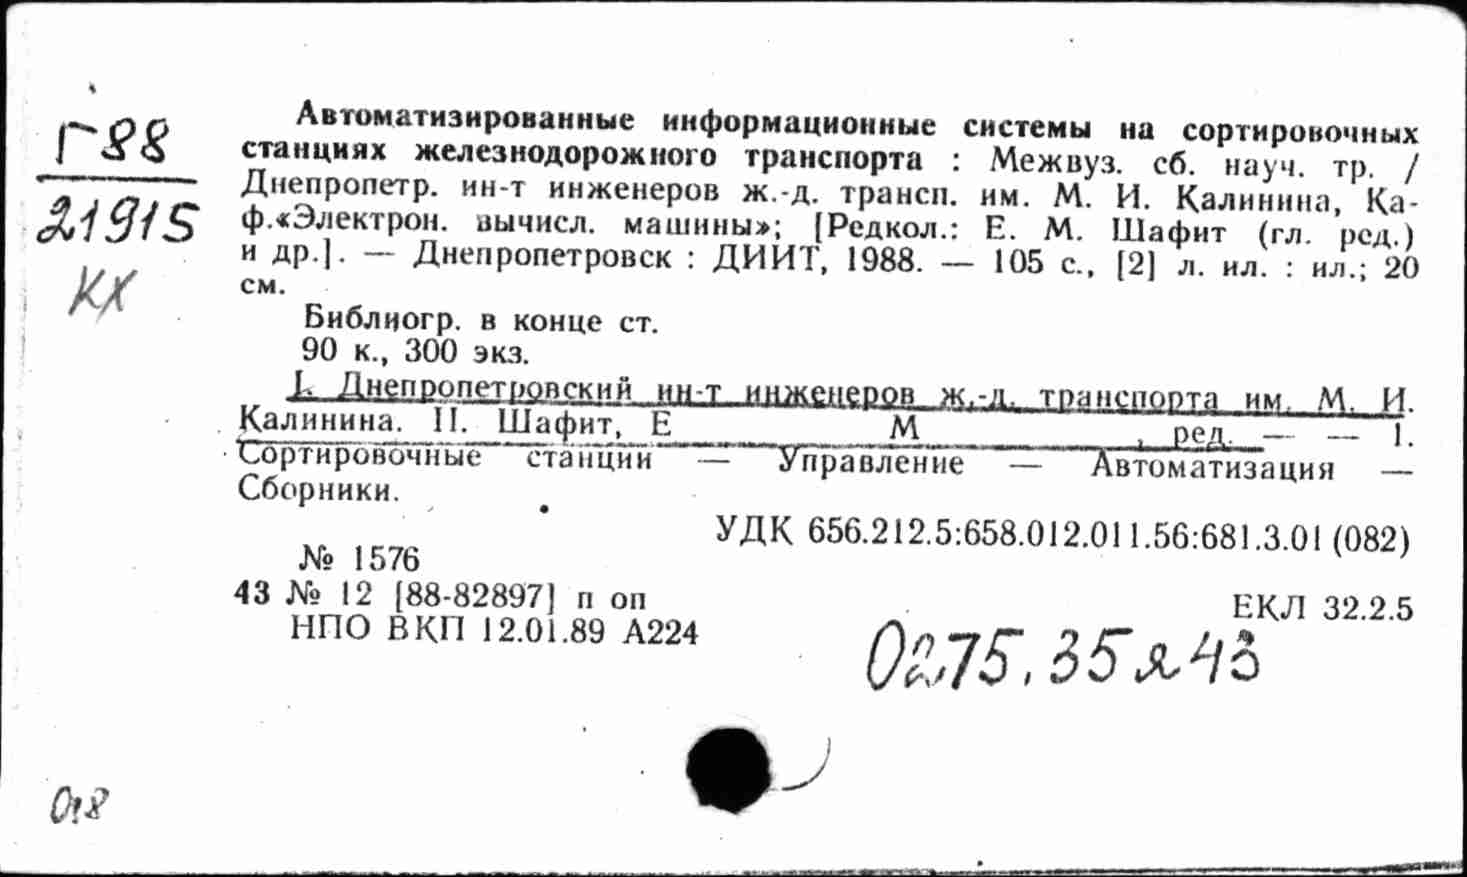 Г88
21915
КХ
Автоматизированные информационные системы на сортировочных
станциях железнодорожного транспорта : Межвуз. сб. науч. тр. /
Днепропетр. ин-т инженеров ж.-д. трансп. им. М. И. Калинина, Ка-
ф.«Электрон. вычисл. машины»; [Редкол.: Е. М. Шафит (гл. ред.)
и др.]. — Днепропетровск : ДИИТ, 1988. — 105 с., [2] л. ил. : ил.; 20
см.
Библиогр. в конце ст.
90 к., 300 экз.
I. Днепропетровский ин-т инженеров ж.-д. транспорта им. М. И.
Калинина. II. Шафит, Е М , ред. — — 1.
Сортировочные станции — Управление — Автоматизация —
Сборники.
УДК 656.212.5:658.012.011.56:681.3.01(082)
№ 1576
43 № 12 [88-82897] п оп
ЕКЛ 32.2.5
НПО ВКП 12.01.89 А224
О275.35я43